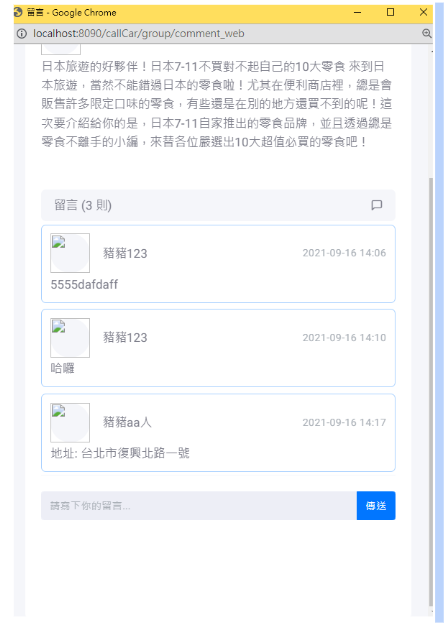 留言 - Google Chrome
localhost:8090/callCar/group/comment_web
日本旅遊的好夥伴！日本7-11不買對不起自己的10大零食 來到日
本旅遊，當然不能錯過日本的零食啦！尤其在便利商店裡，總是會
販售許多限定口味的零食，有些還是在別的地方還買不到的呢！這
次要介紹給你的是，日本7-11自家推出的零食品牌，並且透過總是
零食不離手的小編，來替各位嚴選出10大超值必買的零食吧！
留言 (3 則)
豬豬123
2021-09-16 14:06
5555dafdaff
豬豬123
2021-09-16 14:10
哈囉
豬豬aa人
2021-09-16 14:17
地址: 台北市復興北路一號
請寫下你的留言...
傳送